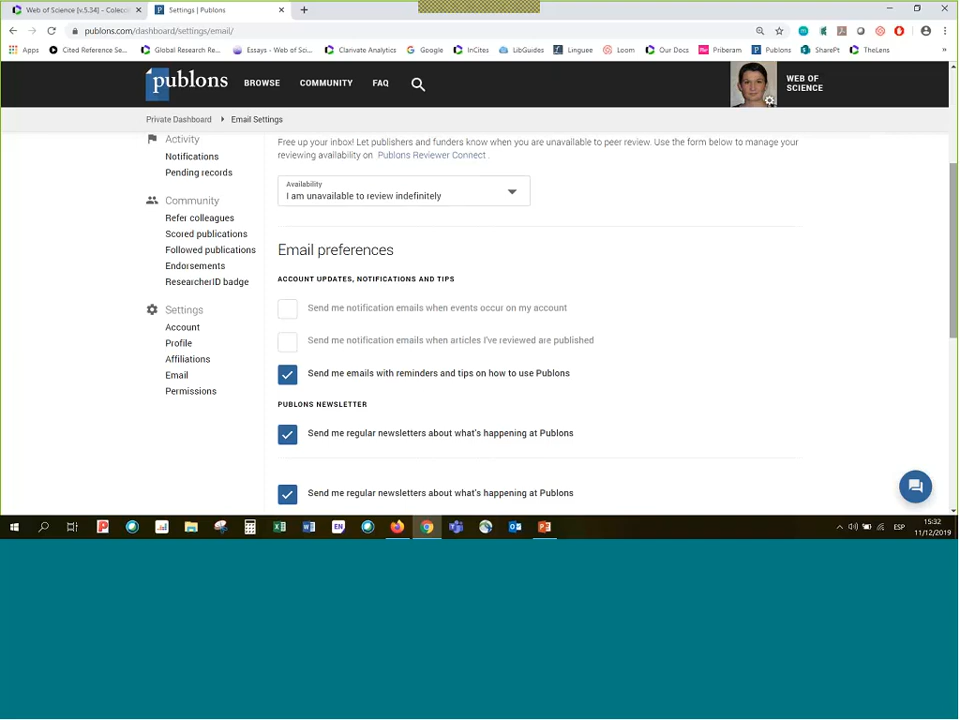 Web of Science [v.5.34] - Colecc
Settings | Publons
publons.com/dashboard/settings/email/
Apps
Cited Reference Se...
Global Research Re...
Essays - Web of Sci...
Clarivate Analytics
Google
InCites
LibGuides
Linguee
Loom
Our Docs
Priberam
Publons
SharePt
TheLens
publons
BROWSE
COMMUNITY
FAQ
WEB OF
SCIENCE
Private Dashboard
Email Settings
Activity
Notifications
Pending records
Community
Refer colleagues
Scored publications
Followed publications
Endorsements
ResearcherID badge
Settings
Account
Profile
Affiliations
Email
Permissions
Free up your inbox! Let publishers and funders know when you are unavailable to peer review. Use the form below to manage your
reviewing availability on Publons Reviewer Connect .
Availability
I am unavailable to review indefinitely
Email preferences
ACCOUNT UPDATES, NOTIFICATIONS AND TIPS
Send me notification emails when events occur on my account
Send me notification emails when articles I've reviewed are published
Send me emails with reminders and tips on how to use Publons
PUBLONS NEWSLETTER
Send me regular newsletters about what's happening at Publons
Send me regular newsletters about what's happening at Publons
EN
ESP
15:32
11/12/2019